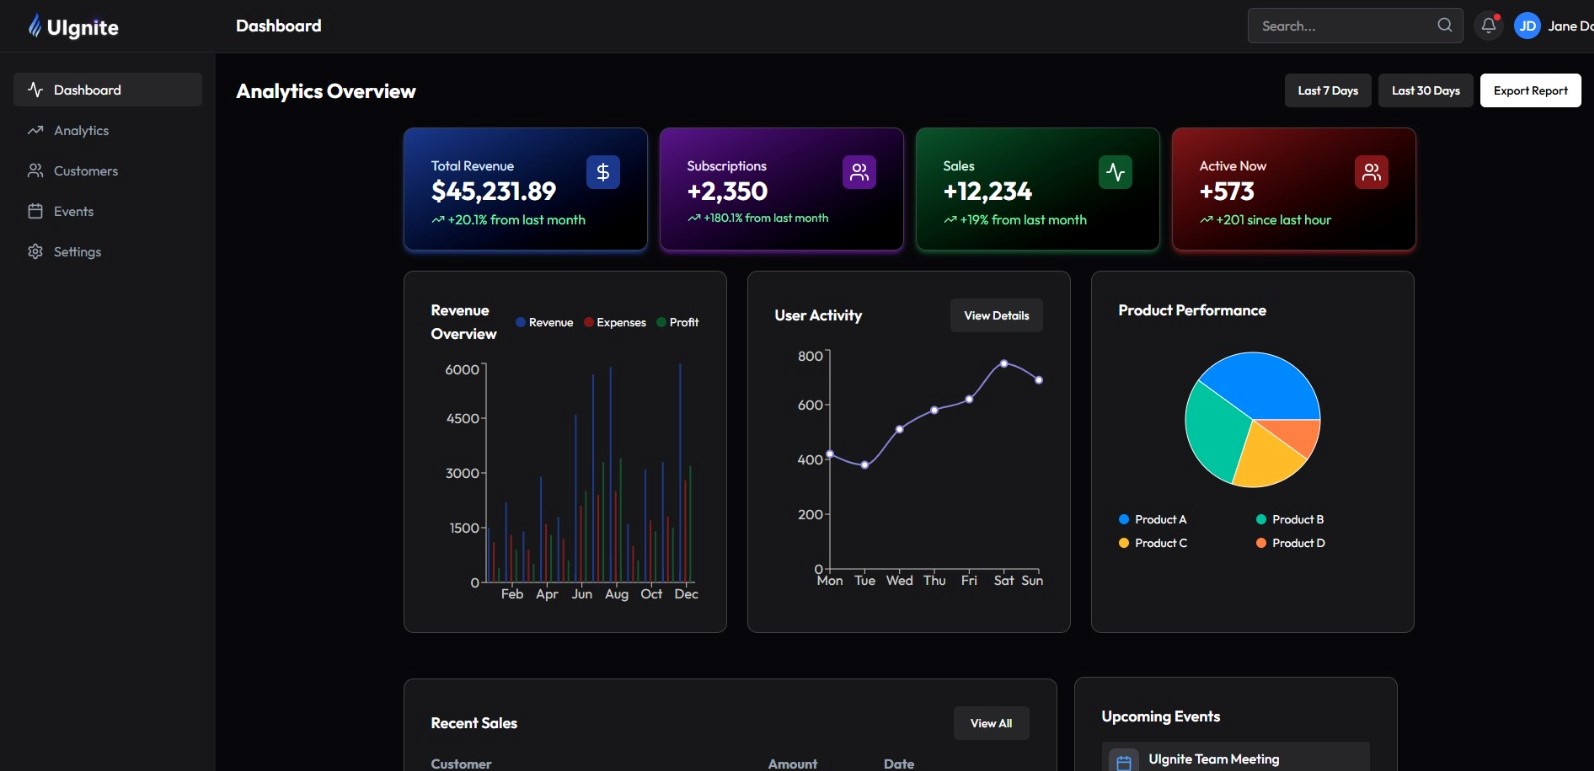 UIgnite
Dashboard
Search...
JD
Jane Do
Dashboard
Analytics
Customers
Events
Settings
Analytics Overview
Last 7 Days
Last 30 Days
Export Report
Total Revenue
$45,231.89
+20.1% from last month
Subscriptions
+2,350
+180.1% from last month
Sales
+12,234
+19% from last month
Active Now
+573
+201 since last hour
Revenue
Overview
Revenue
Expenses
Profit
6000
4500
3000
1500
0
Feb Apr Jun Aug Oct Dec
User Activity
View Details
800
600
400
200
0
Mon Tue Wed Thu Fri Sat Sun
Product Performance
Product A
Product B
Product C
Product D
Recent Sales
View All
Customer Amount Date
Upcoming Events
UIgnite Team Meeting